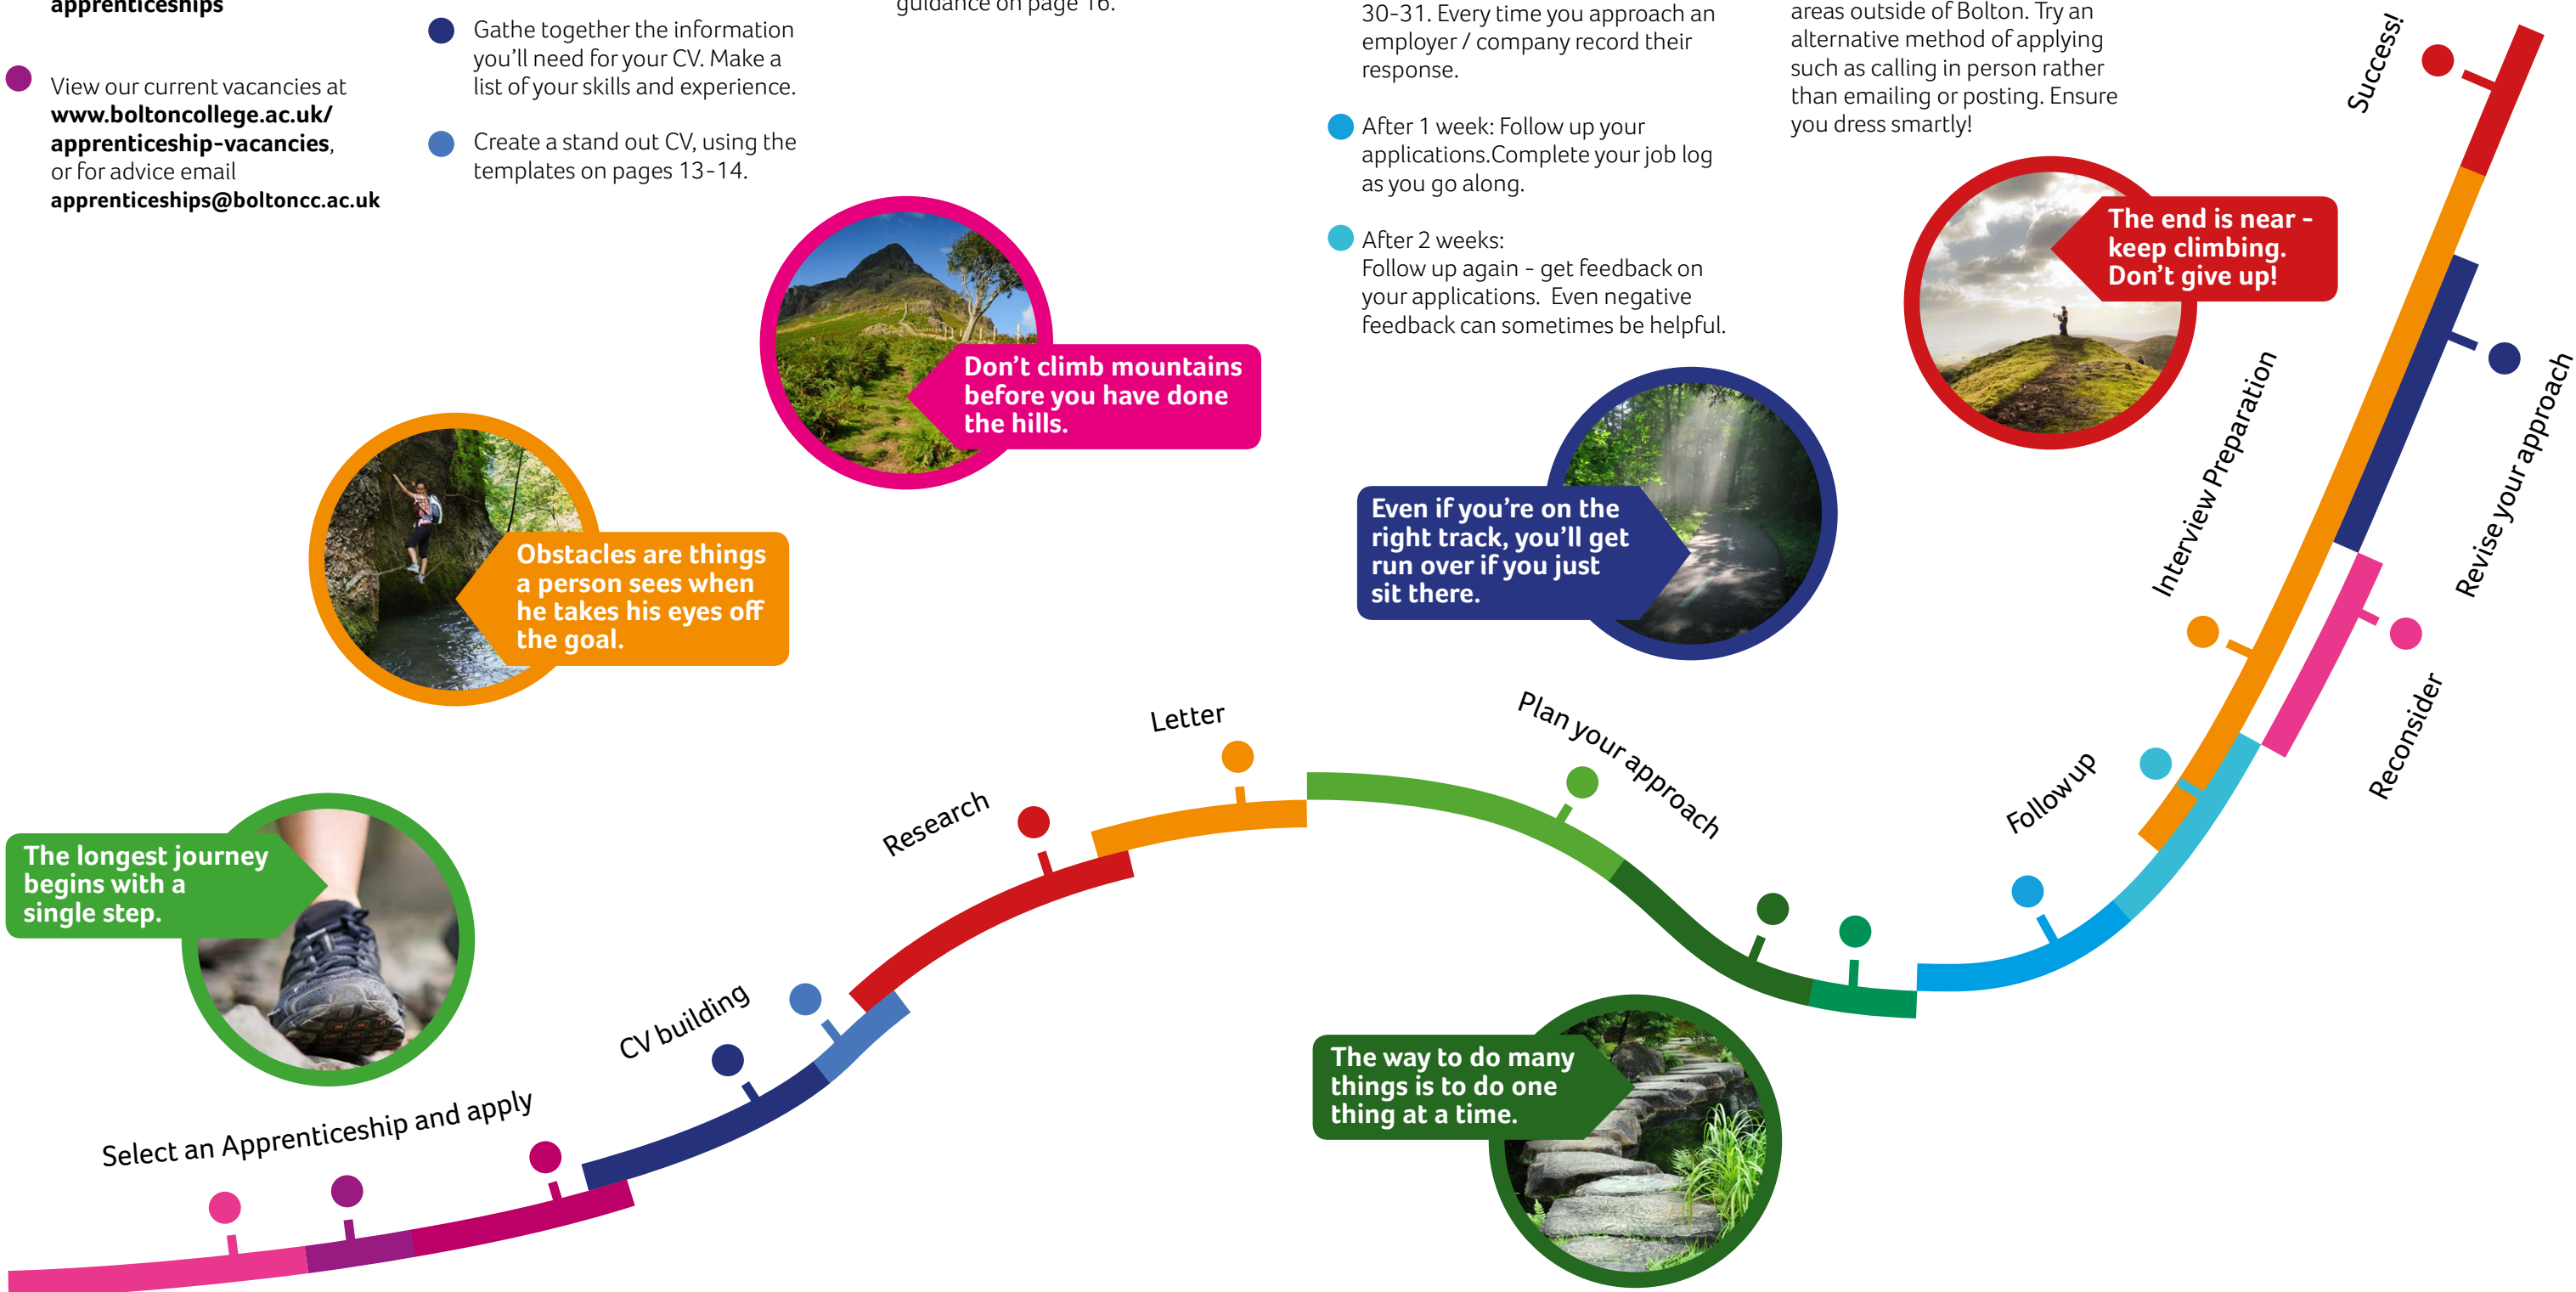 apprenticeships
View our current vacancies at
www.boltoncollege.ac.uk/
apprenticeship-vacancies,
or for advice email
apprenticeships@boltoncc.ac.uk
Gathe together the information
you'll need for your CV. Make a
list of your skills and experience.
Create a stand out CV, using the
templates on pages 13-14.
guidance on page 16.
30-31. Every time you approach an
employer / company record their
response.
After 1 week: Follow up your
applications.Complete your job log
as you go along.
After 2 weeks:
Follow up again - get feedback on
your applications.  Even negative
feedback can sometimes be helpful.
areas outside of Bolton. Try an
alternative method of applying
such as calling in person rather
than emailing or posting. Ensure
you dress smartly!
The longest journey
begins with a
single step.
Obstacles are things
a person sees when
he takes his eyes off
the goal.
Don't climb mountains
before you have done
the hills.
Even if you're on the
right track, you'll get
run over if you just
sit there.
The way to do many
things is to do one
thing at a time.
The end is near -
keep climbing.
Don't give up!
Select an Apprenticeship and apply
CV building
Research
Letter
Plan your approach
Follow up
Interview Preparation
Reconsider
Revise your approach
Success!